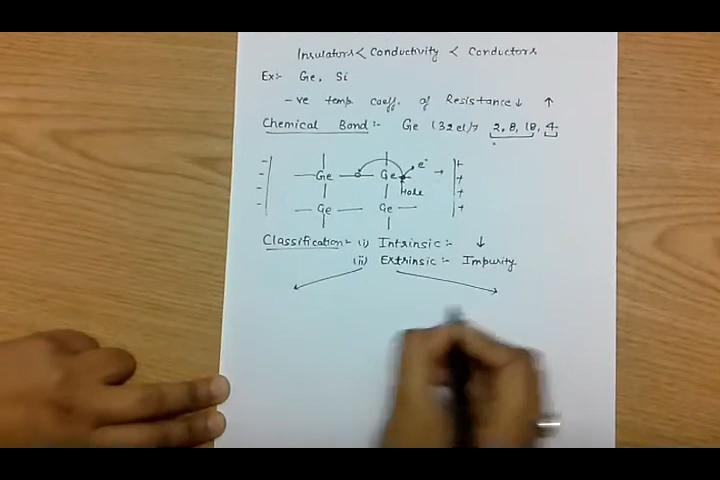 Insulators < Conductivity < Conductors
Ex:- Ge, Si
-ve temp coeff. of Resistance ↓ ↑
Chemical Bond:- Ge (32 el)→ 2, 8, 18, 4
e⁻
- Ge Ge → +
- +
- Hole +
- Ge Ge +
Classification:- (i) Intrinsic:- ↓
(ii) Extrinsic:- Impurity